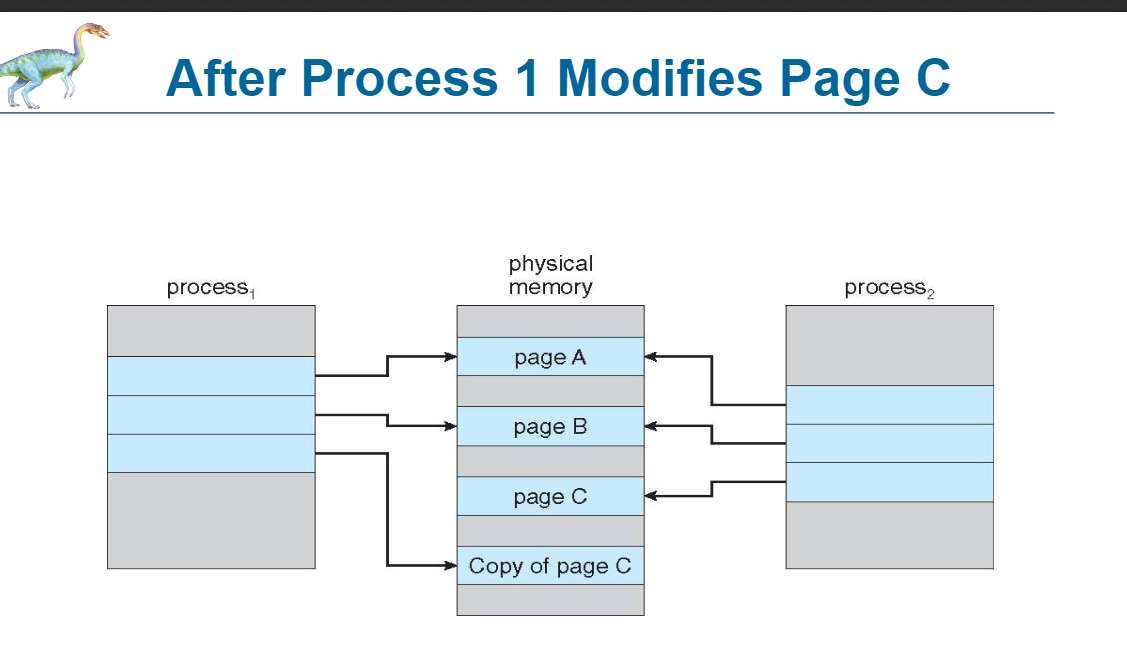 After Process 1 Modifies Page C
physical
memory
process₁
process₂
page A
page B
page C
Copy of page C